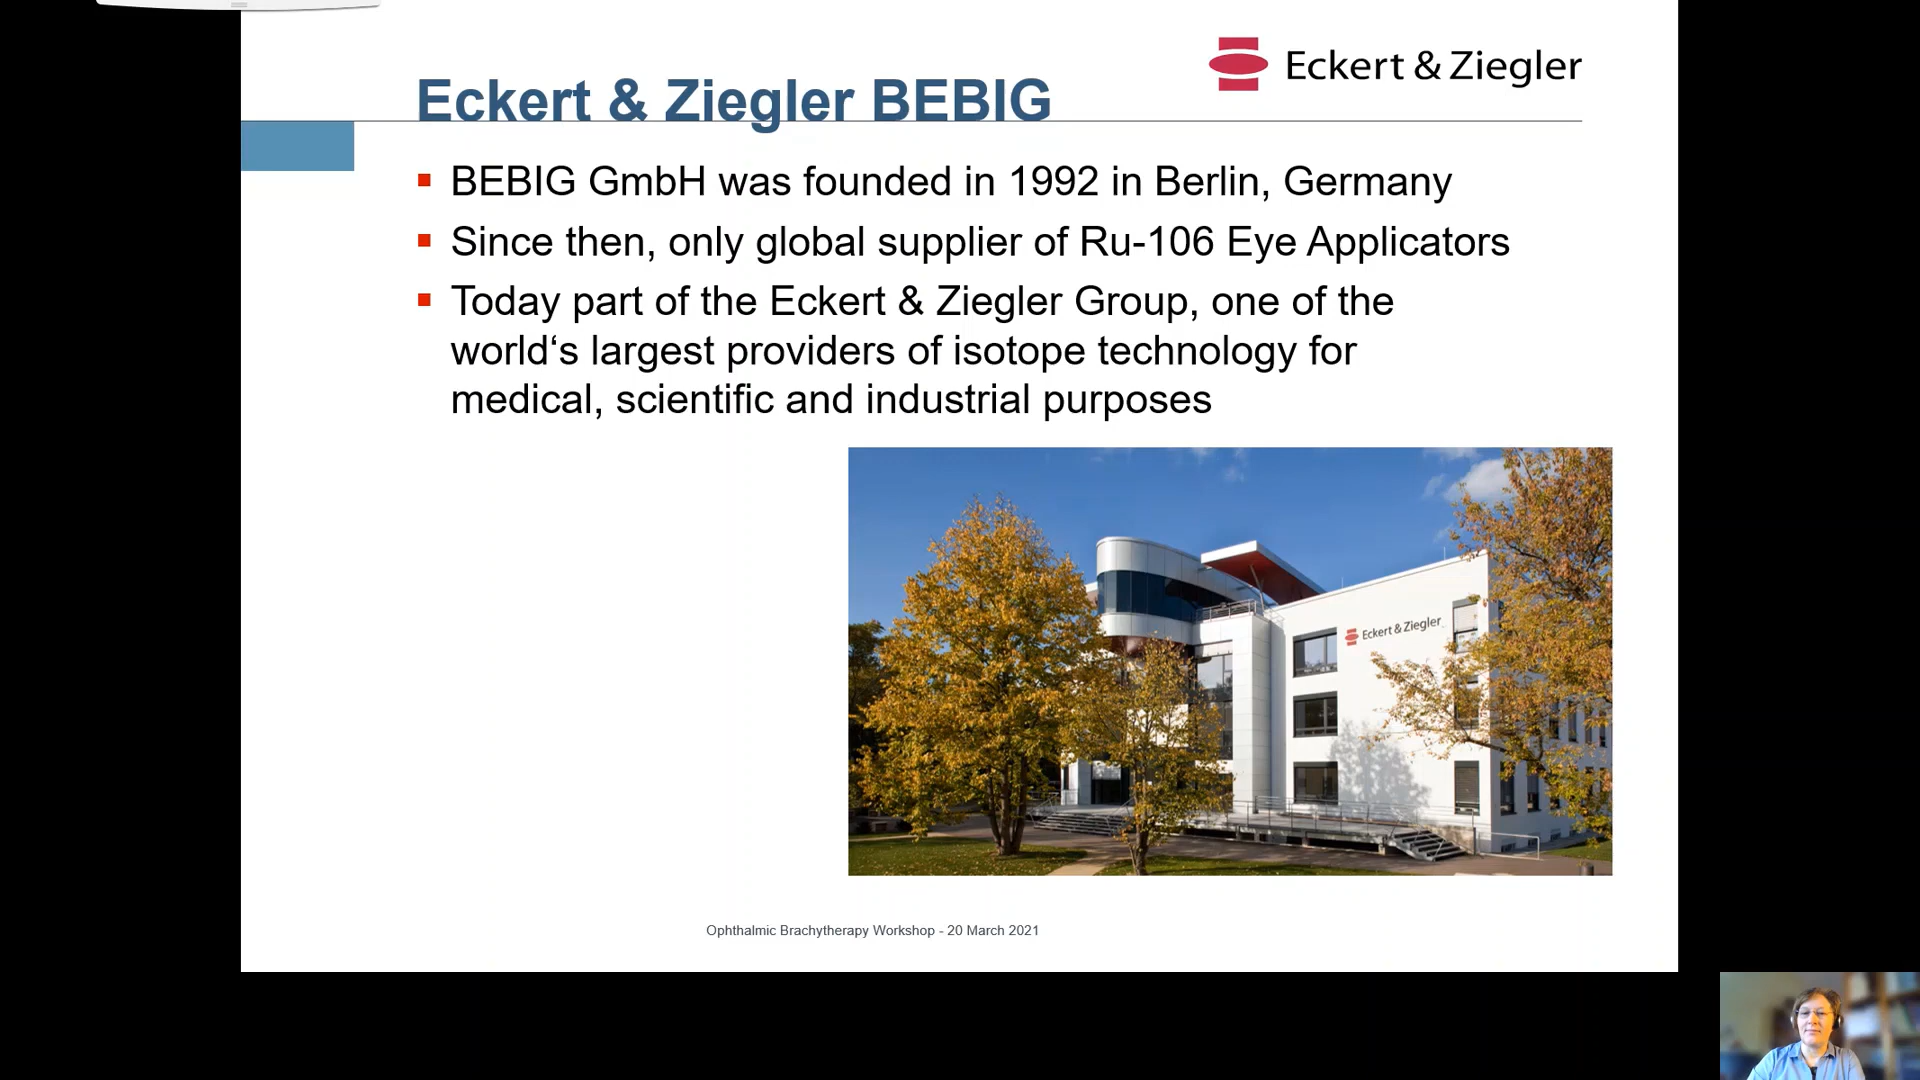 Eckert & Ziegler
Eckert & Ziegler BEBIG
BEBIG GmbH was founded in 1992 in Berlin, Germany
Since then, only global supplier of Ru-106 Eye Applicators
Today part of the Eckert & Ziegler Group, one of the
world‘s largest providers of isotope technology for
medical, scientific and industrial purposes
Eckert & Ziegler
Ophthalmic Brachytherapy Workshop - 20 March 2021